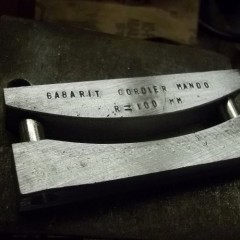 GABARIT CORDIER MANDO
R = 100 MM